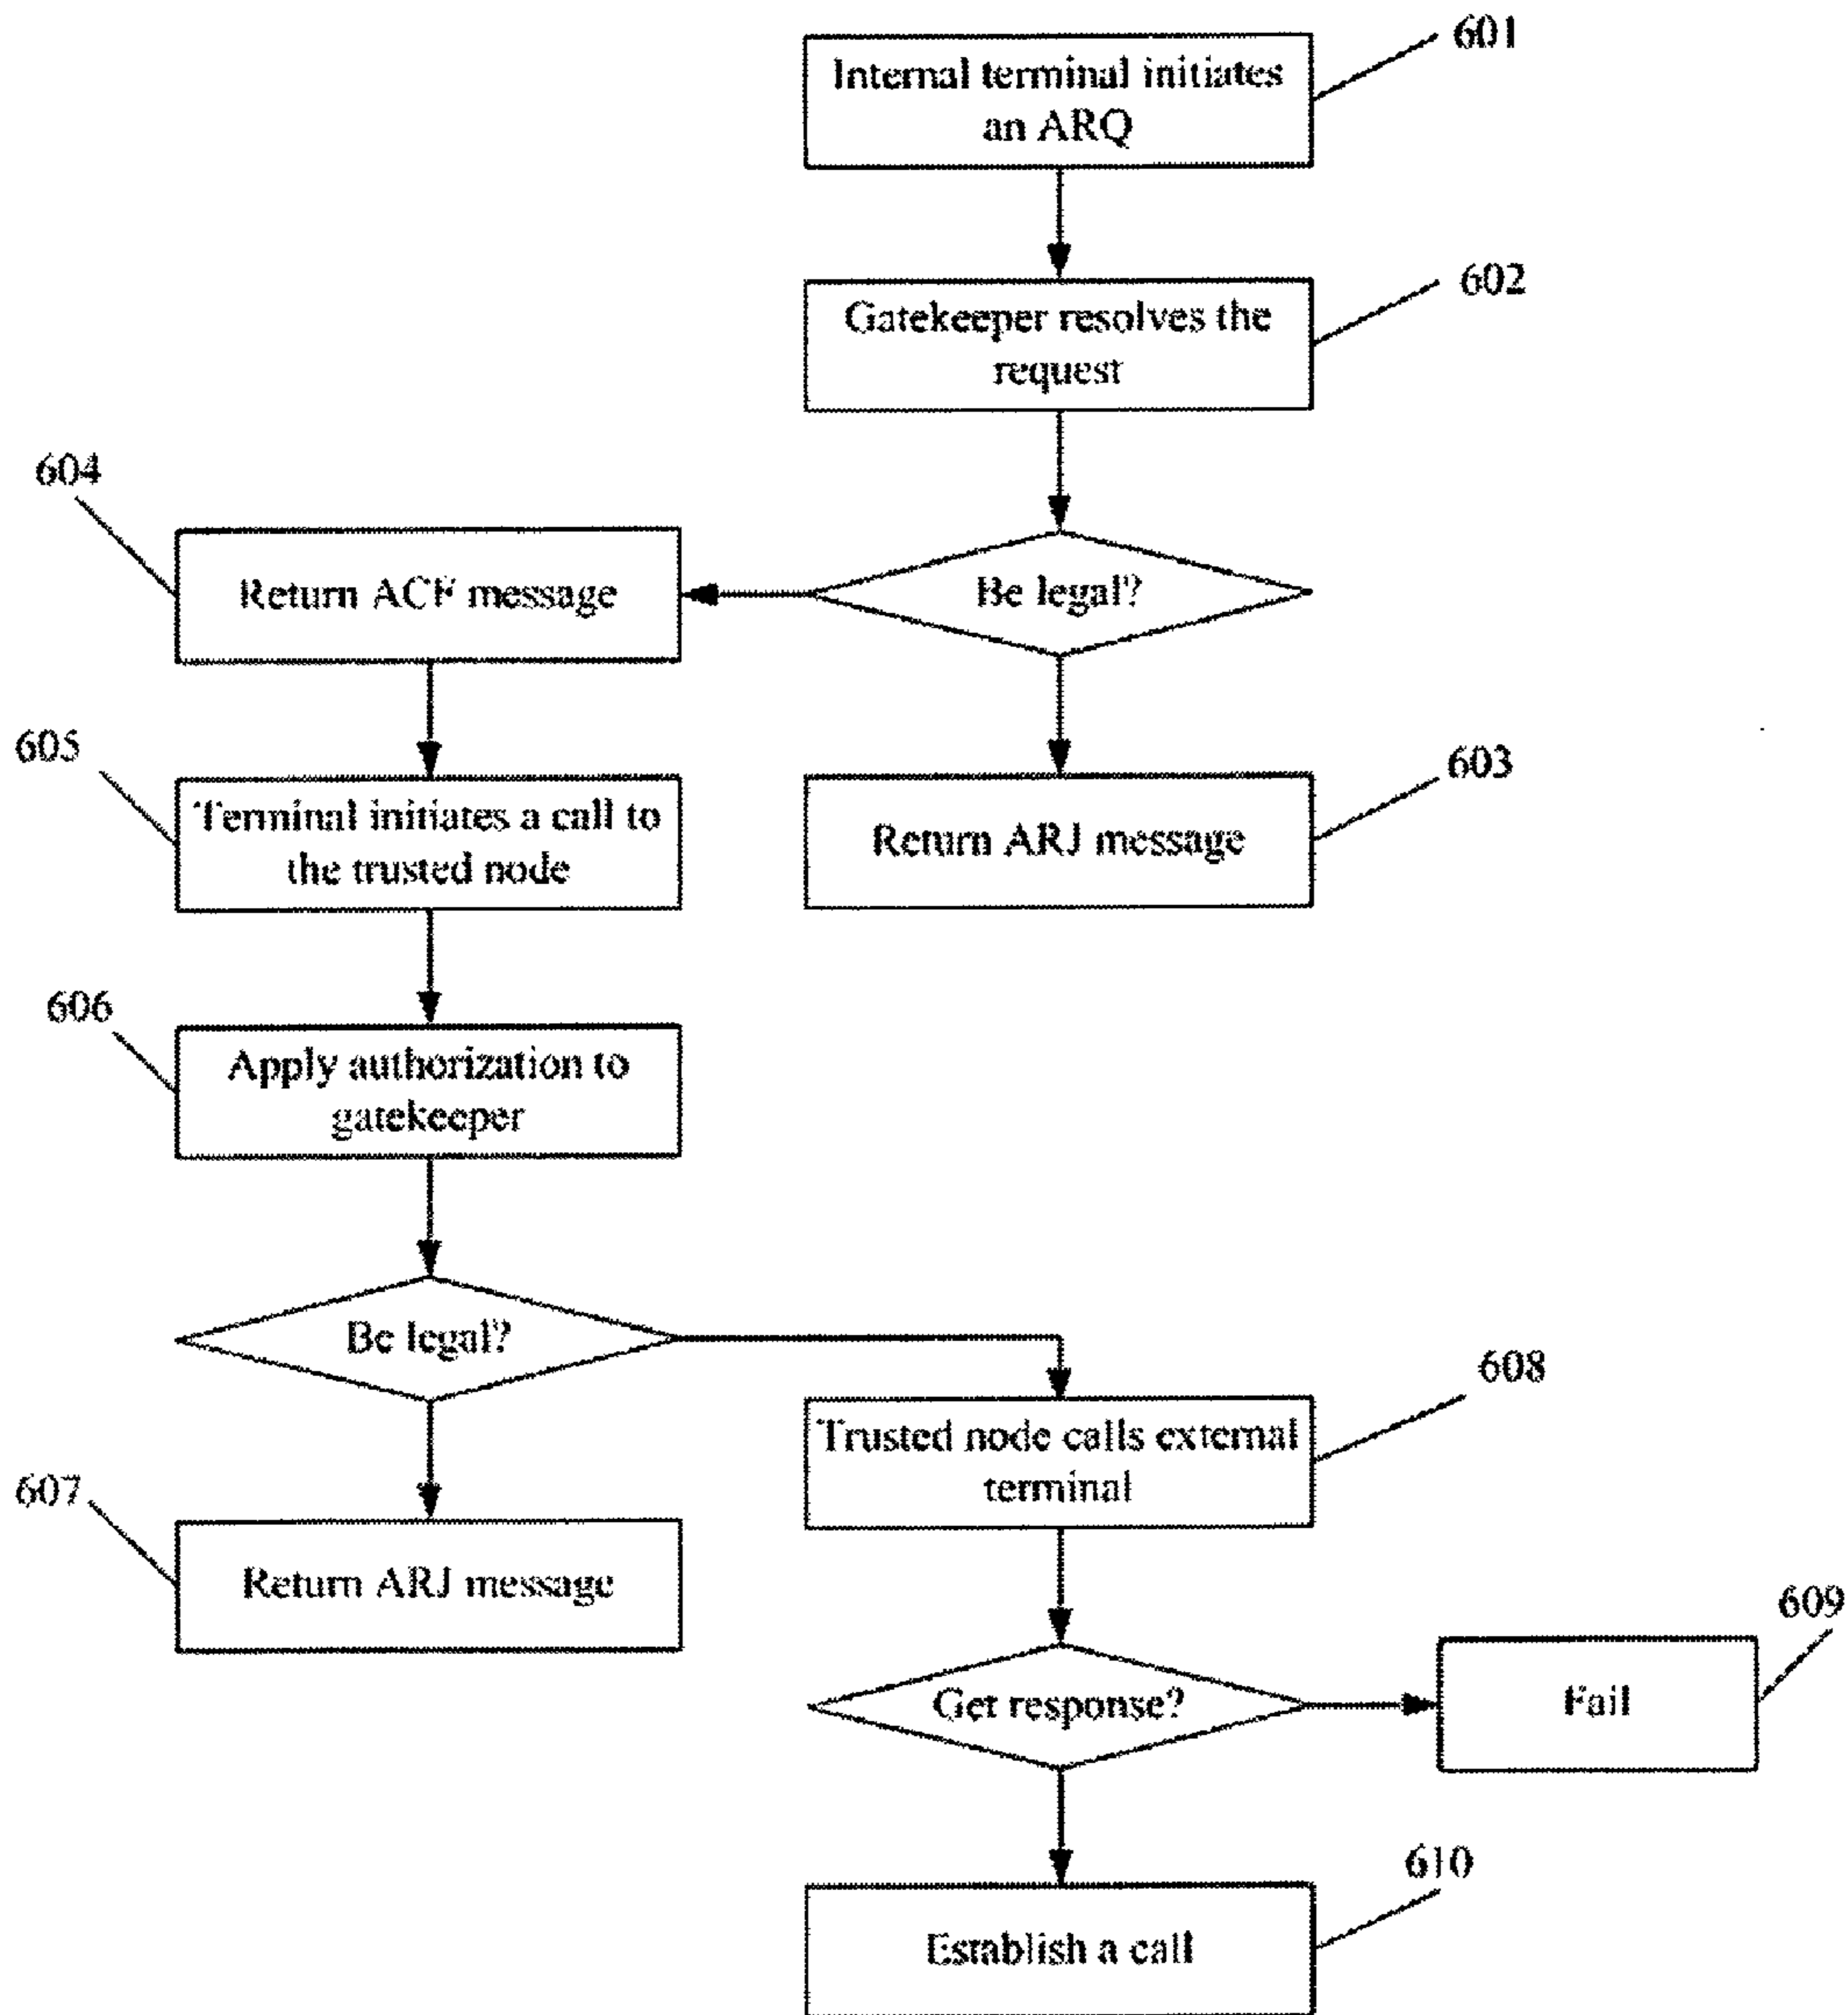 601
Internal terminal initiates
an ARQ
602
Gatekeeper resolves the
request
604
Return ACF message
Be legal?
605
Terminal initiates a call to
the trusted node
603
Return ARJ message
606
Apply authorization to
gatekeeper
Be legal?
608
Trusted node calls external
terminal
607
Return ARJ message
609
Get response?
Fail
610
Establish a call